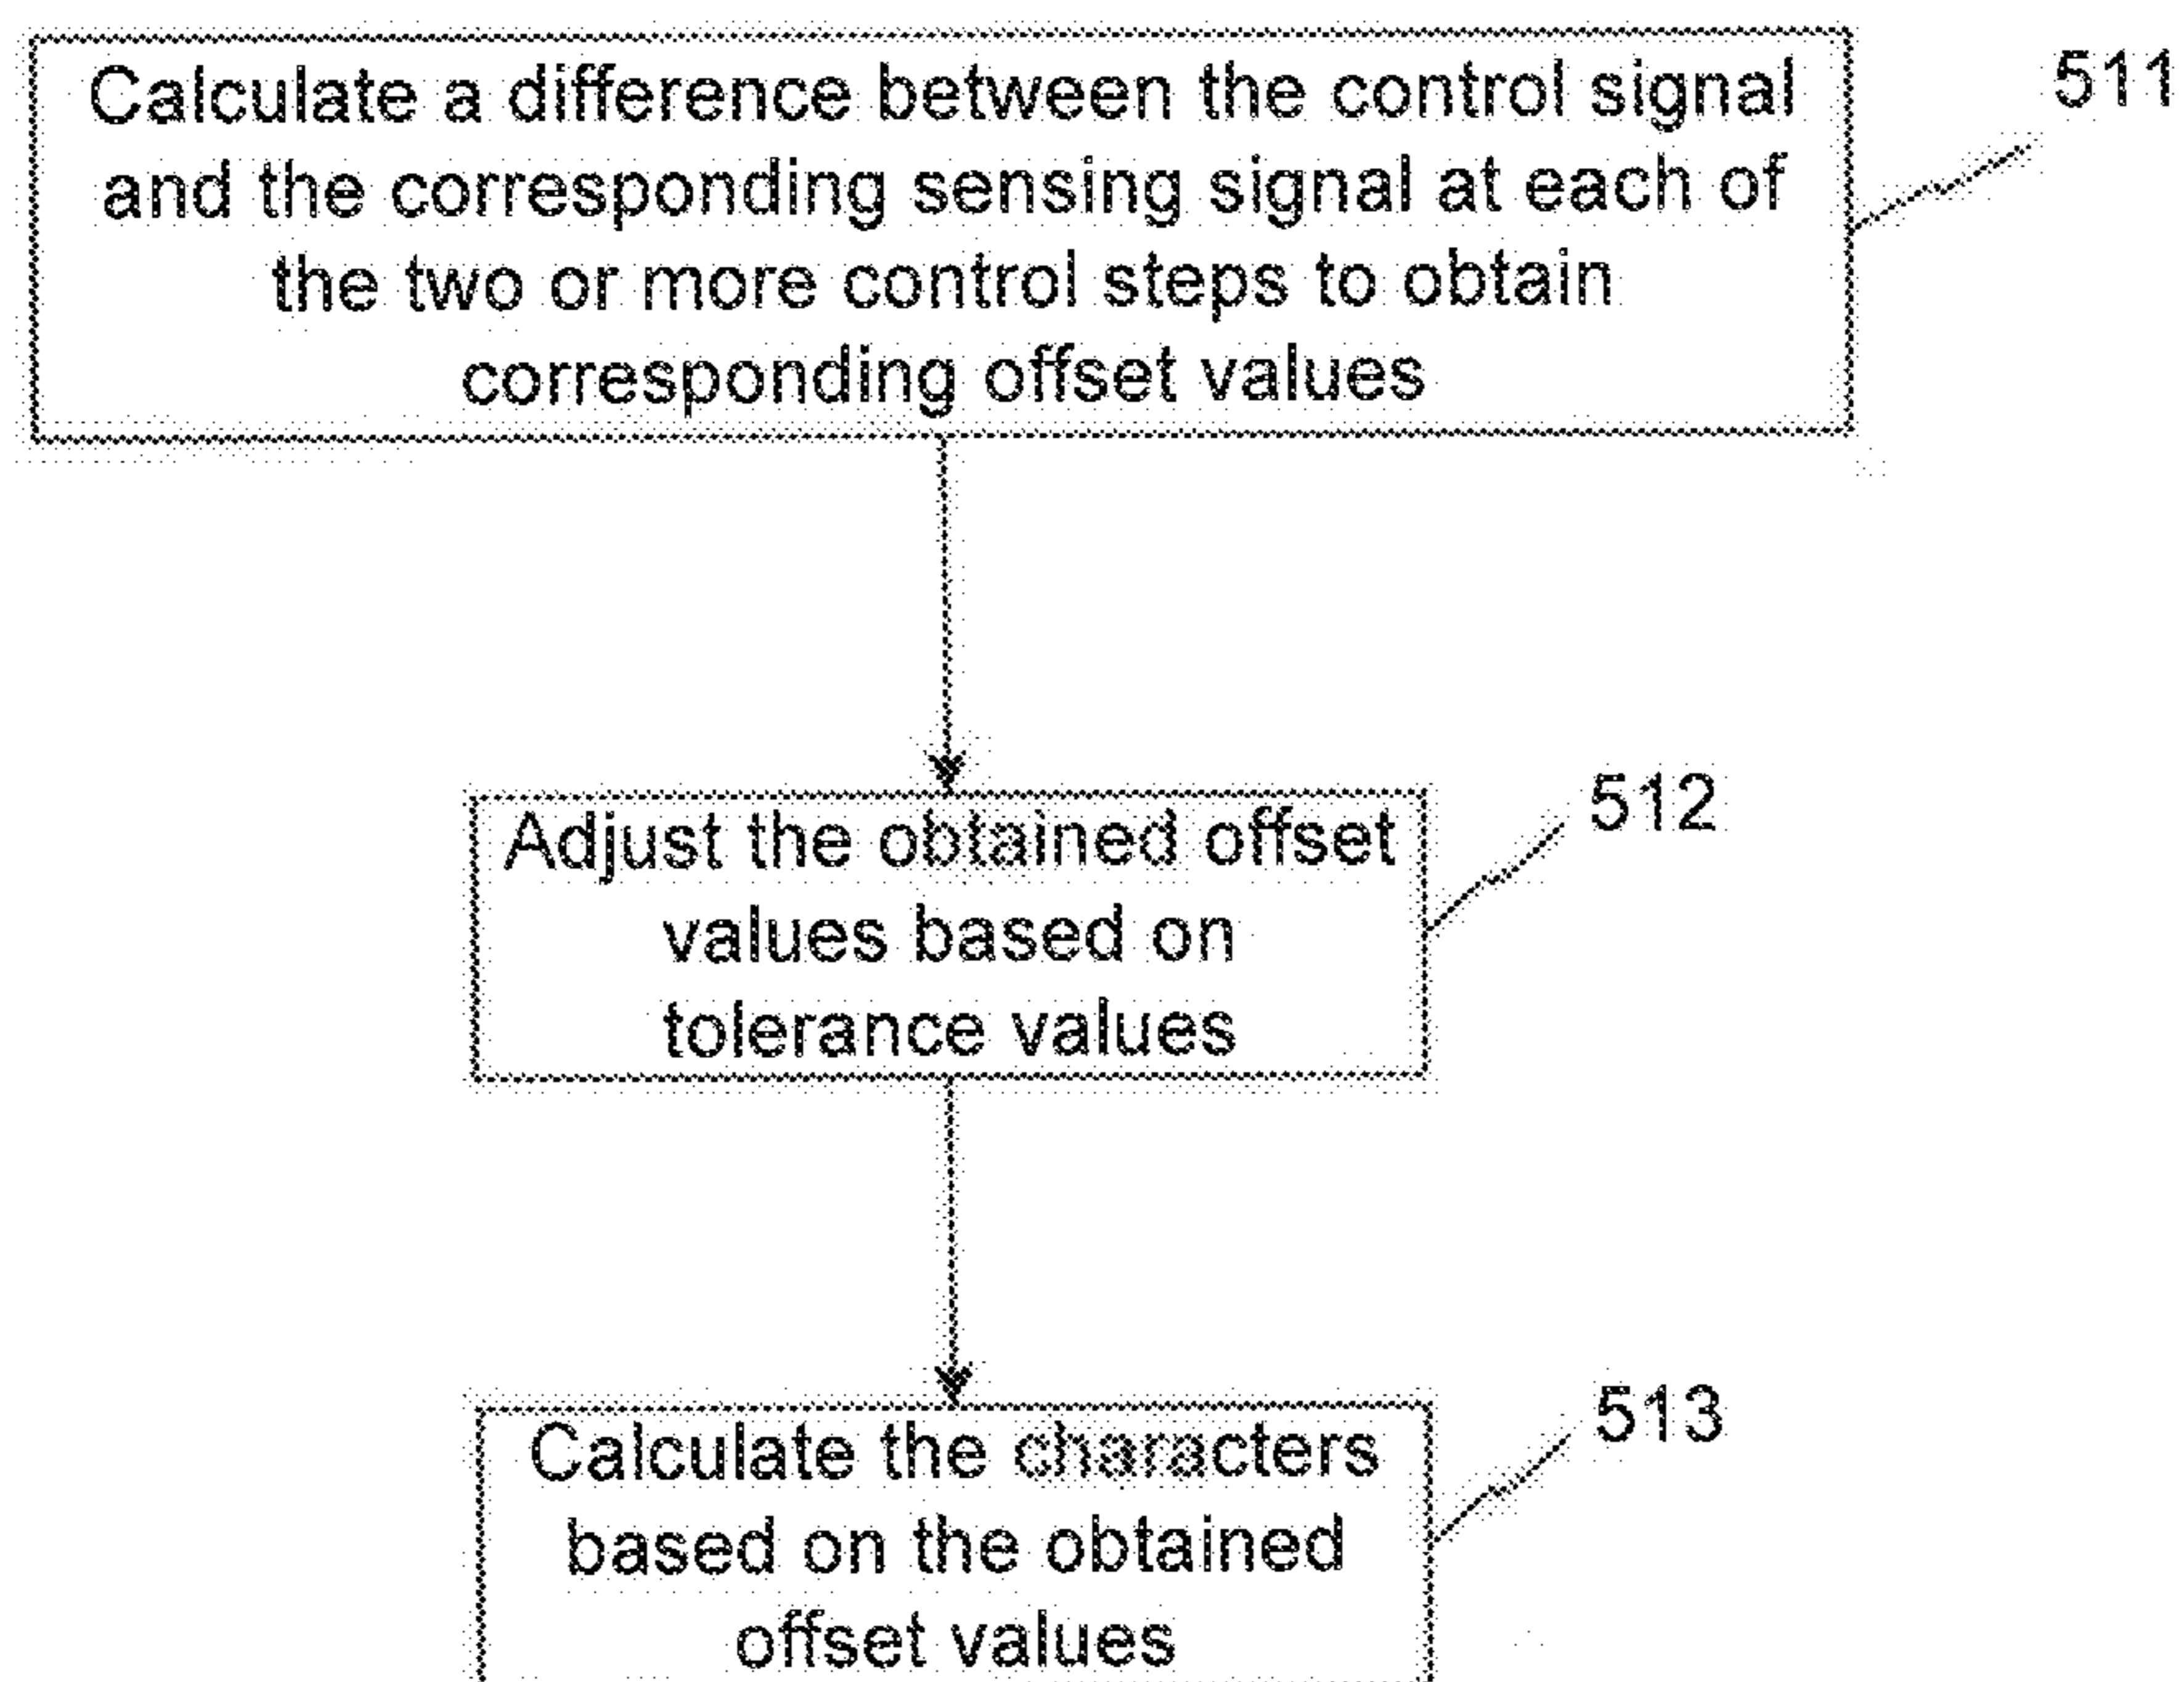 Calculate a difference between the control signal
and the corresponding sensing signal at each of
the two or more control steps to obtain
corresponding offset values
511
Adjust the obtained offset
values based on
tolerance values
512
Calculate the characters
based on the obtained
offset values
513